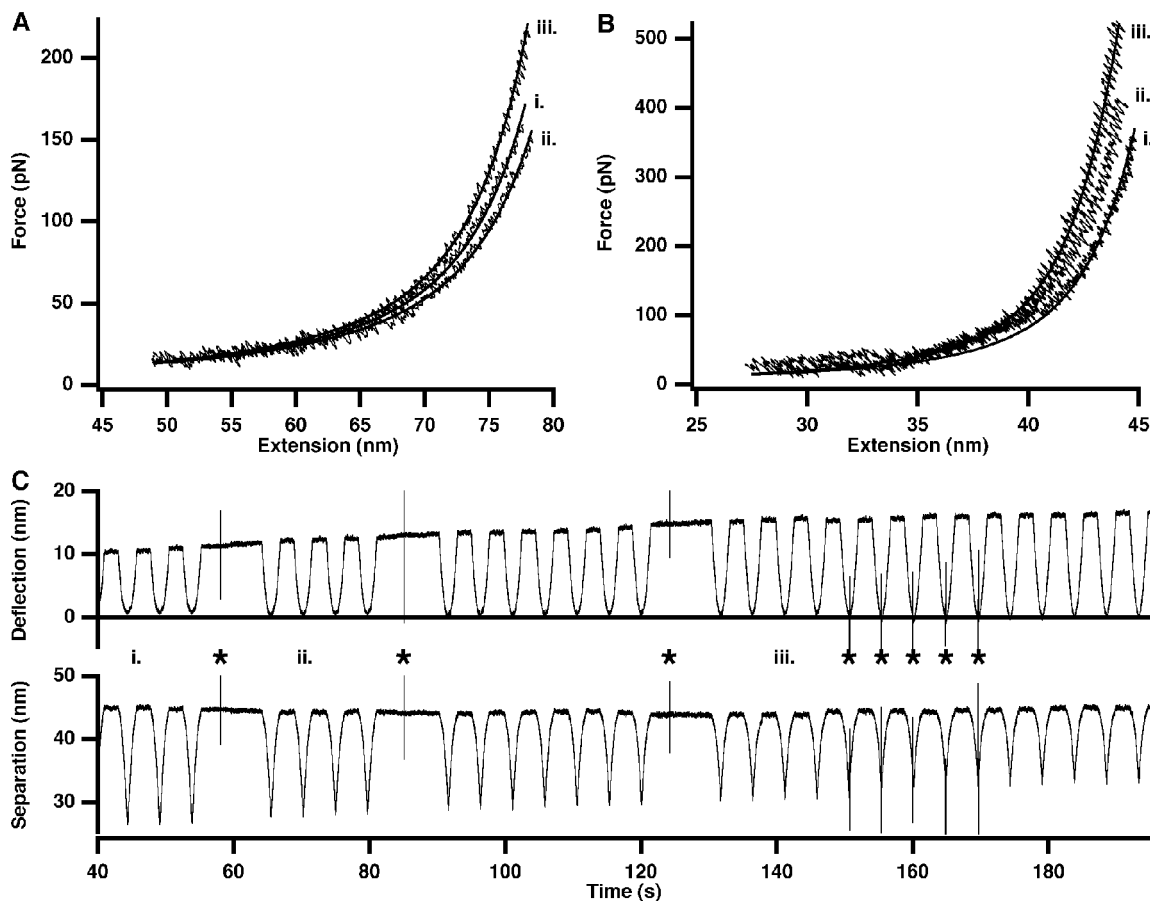 A
Force (pN)
200
150
100
50
0
iii.
i.
ii.
45 50 55 60 65 70 75 80
Extension (nm)
B
Force (pN)
500
400
300
200
100
0
iii.
ii.
i.
25 30 35 40 45
Extension (nm)
C
Deflection (nm)
20
10
0
i. * ii. * * iii. * * * * *
Separation (nm)
50
40
30
40 60 80 100 120 140 160 180
Time (s)